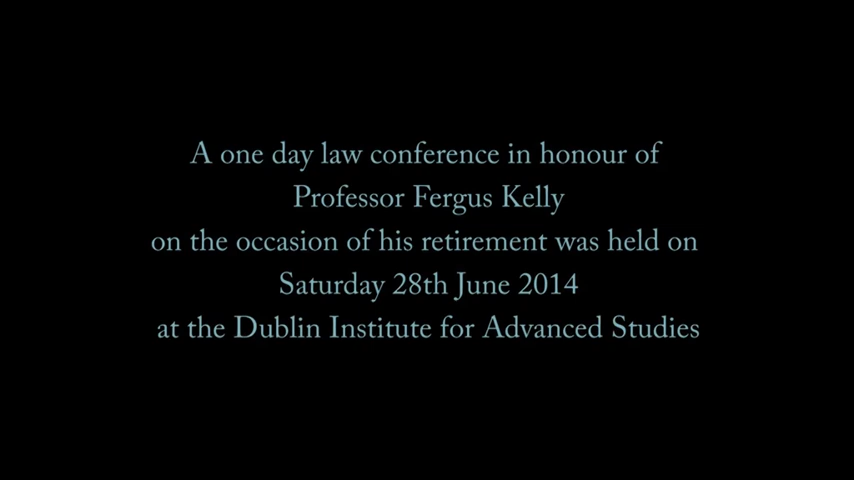 A one day law conference in honour of
Professor Fergus Kelly
on the occasion of his retirement was held on
Saturday 28th June 2014
at the Dublin Institute for Advanced Studies